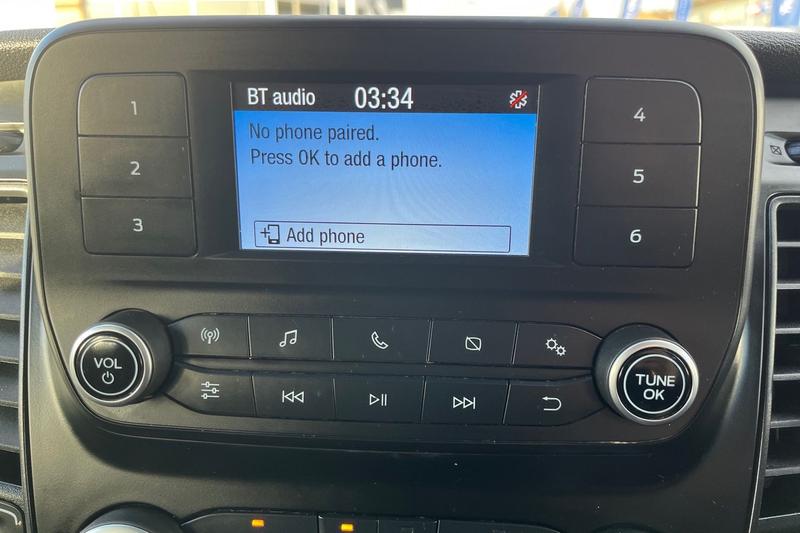 BT audio 03:34
No phone paired.
Press OK to add a phone.
Add phone
1
2
3
4
5
6
VOL
TUNE
OK